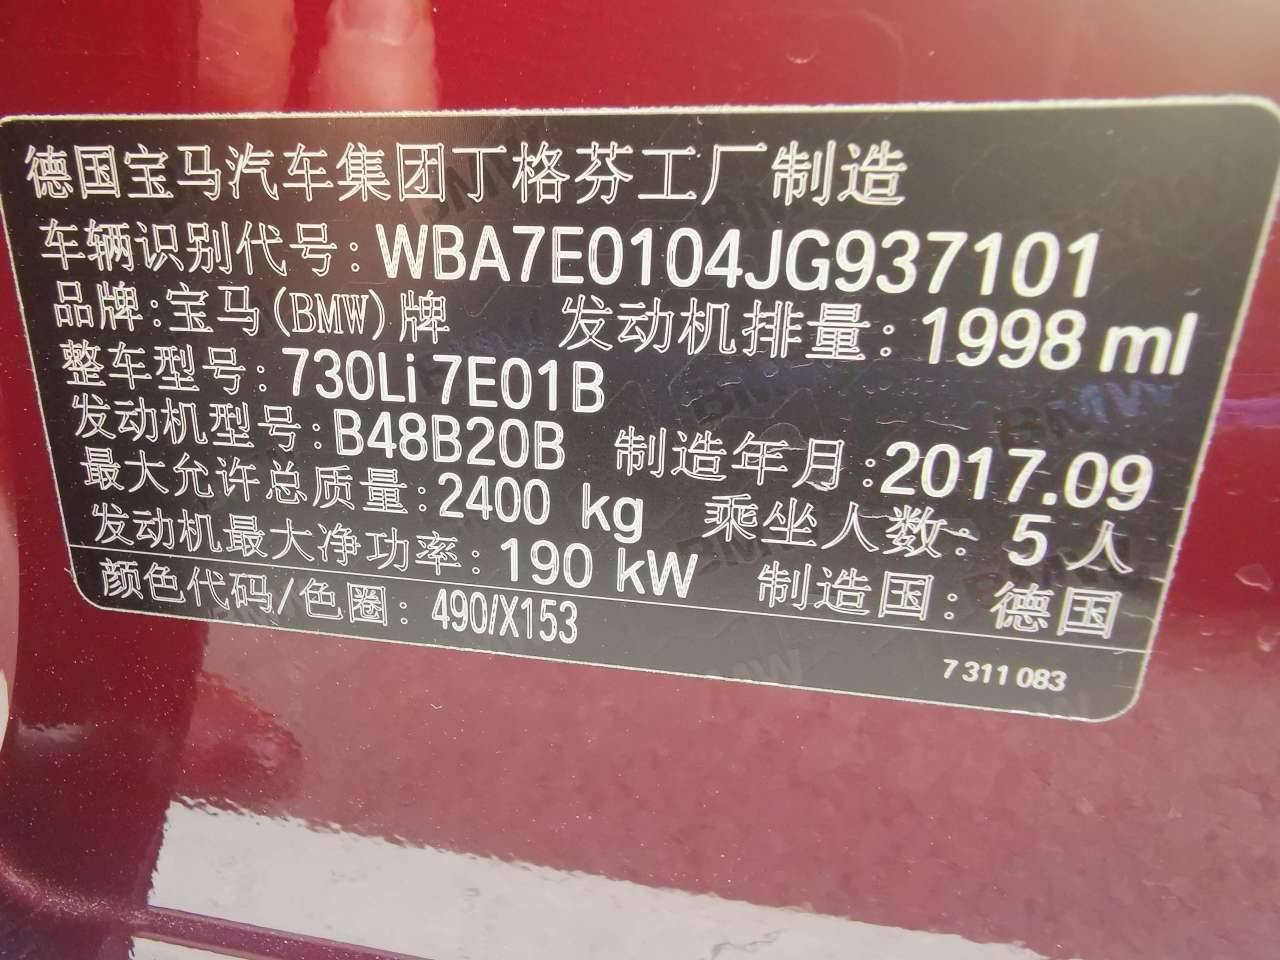 德国宝马汽车集团丁格芬工厂制造
车辆识别代号: WBA7E0104JG937101
品牌: 宝马(BMW)牌 发动机排量: 1998 ml
整车型号: 730Li 7E01B
发动机型号: B48B20B 制造年月: 2017.09
最大允许总质量: 2400 kg 乘坐人数: 5 人
发动机最大净功率: 190 kW 制造国: 德国
颜色代码/色圈: 490/X153
7 311 083